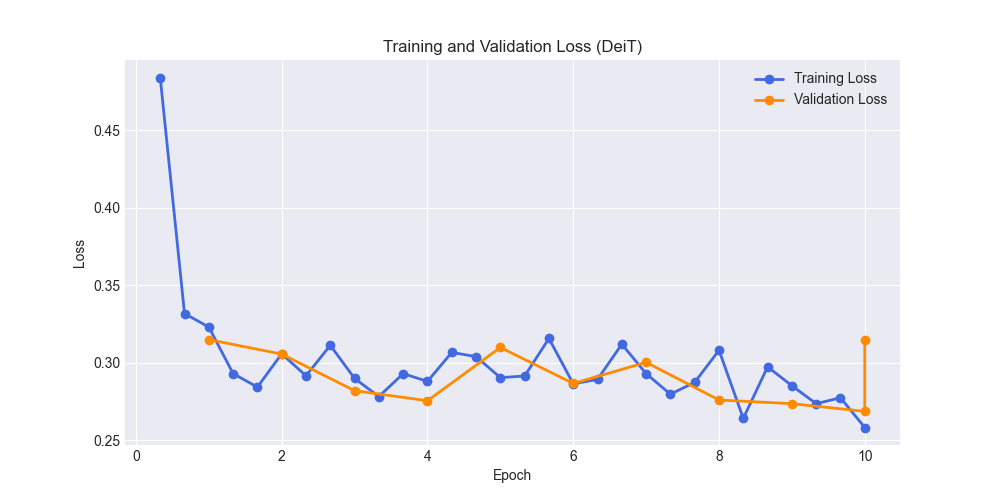 Training and Validation Loss (DeiT)
Training Loss
Validation Loss
0.45
0.40
0.35
0.30
0.25
Loss
0 2 4 6 8 10
Epoch